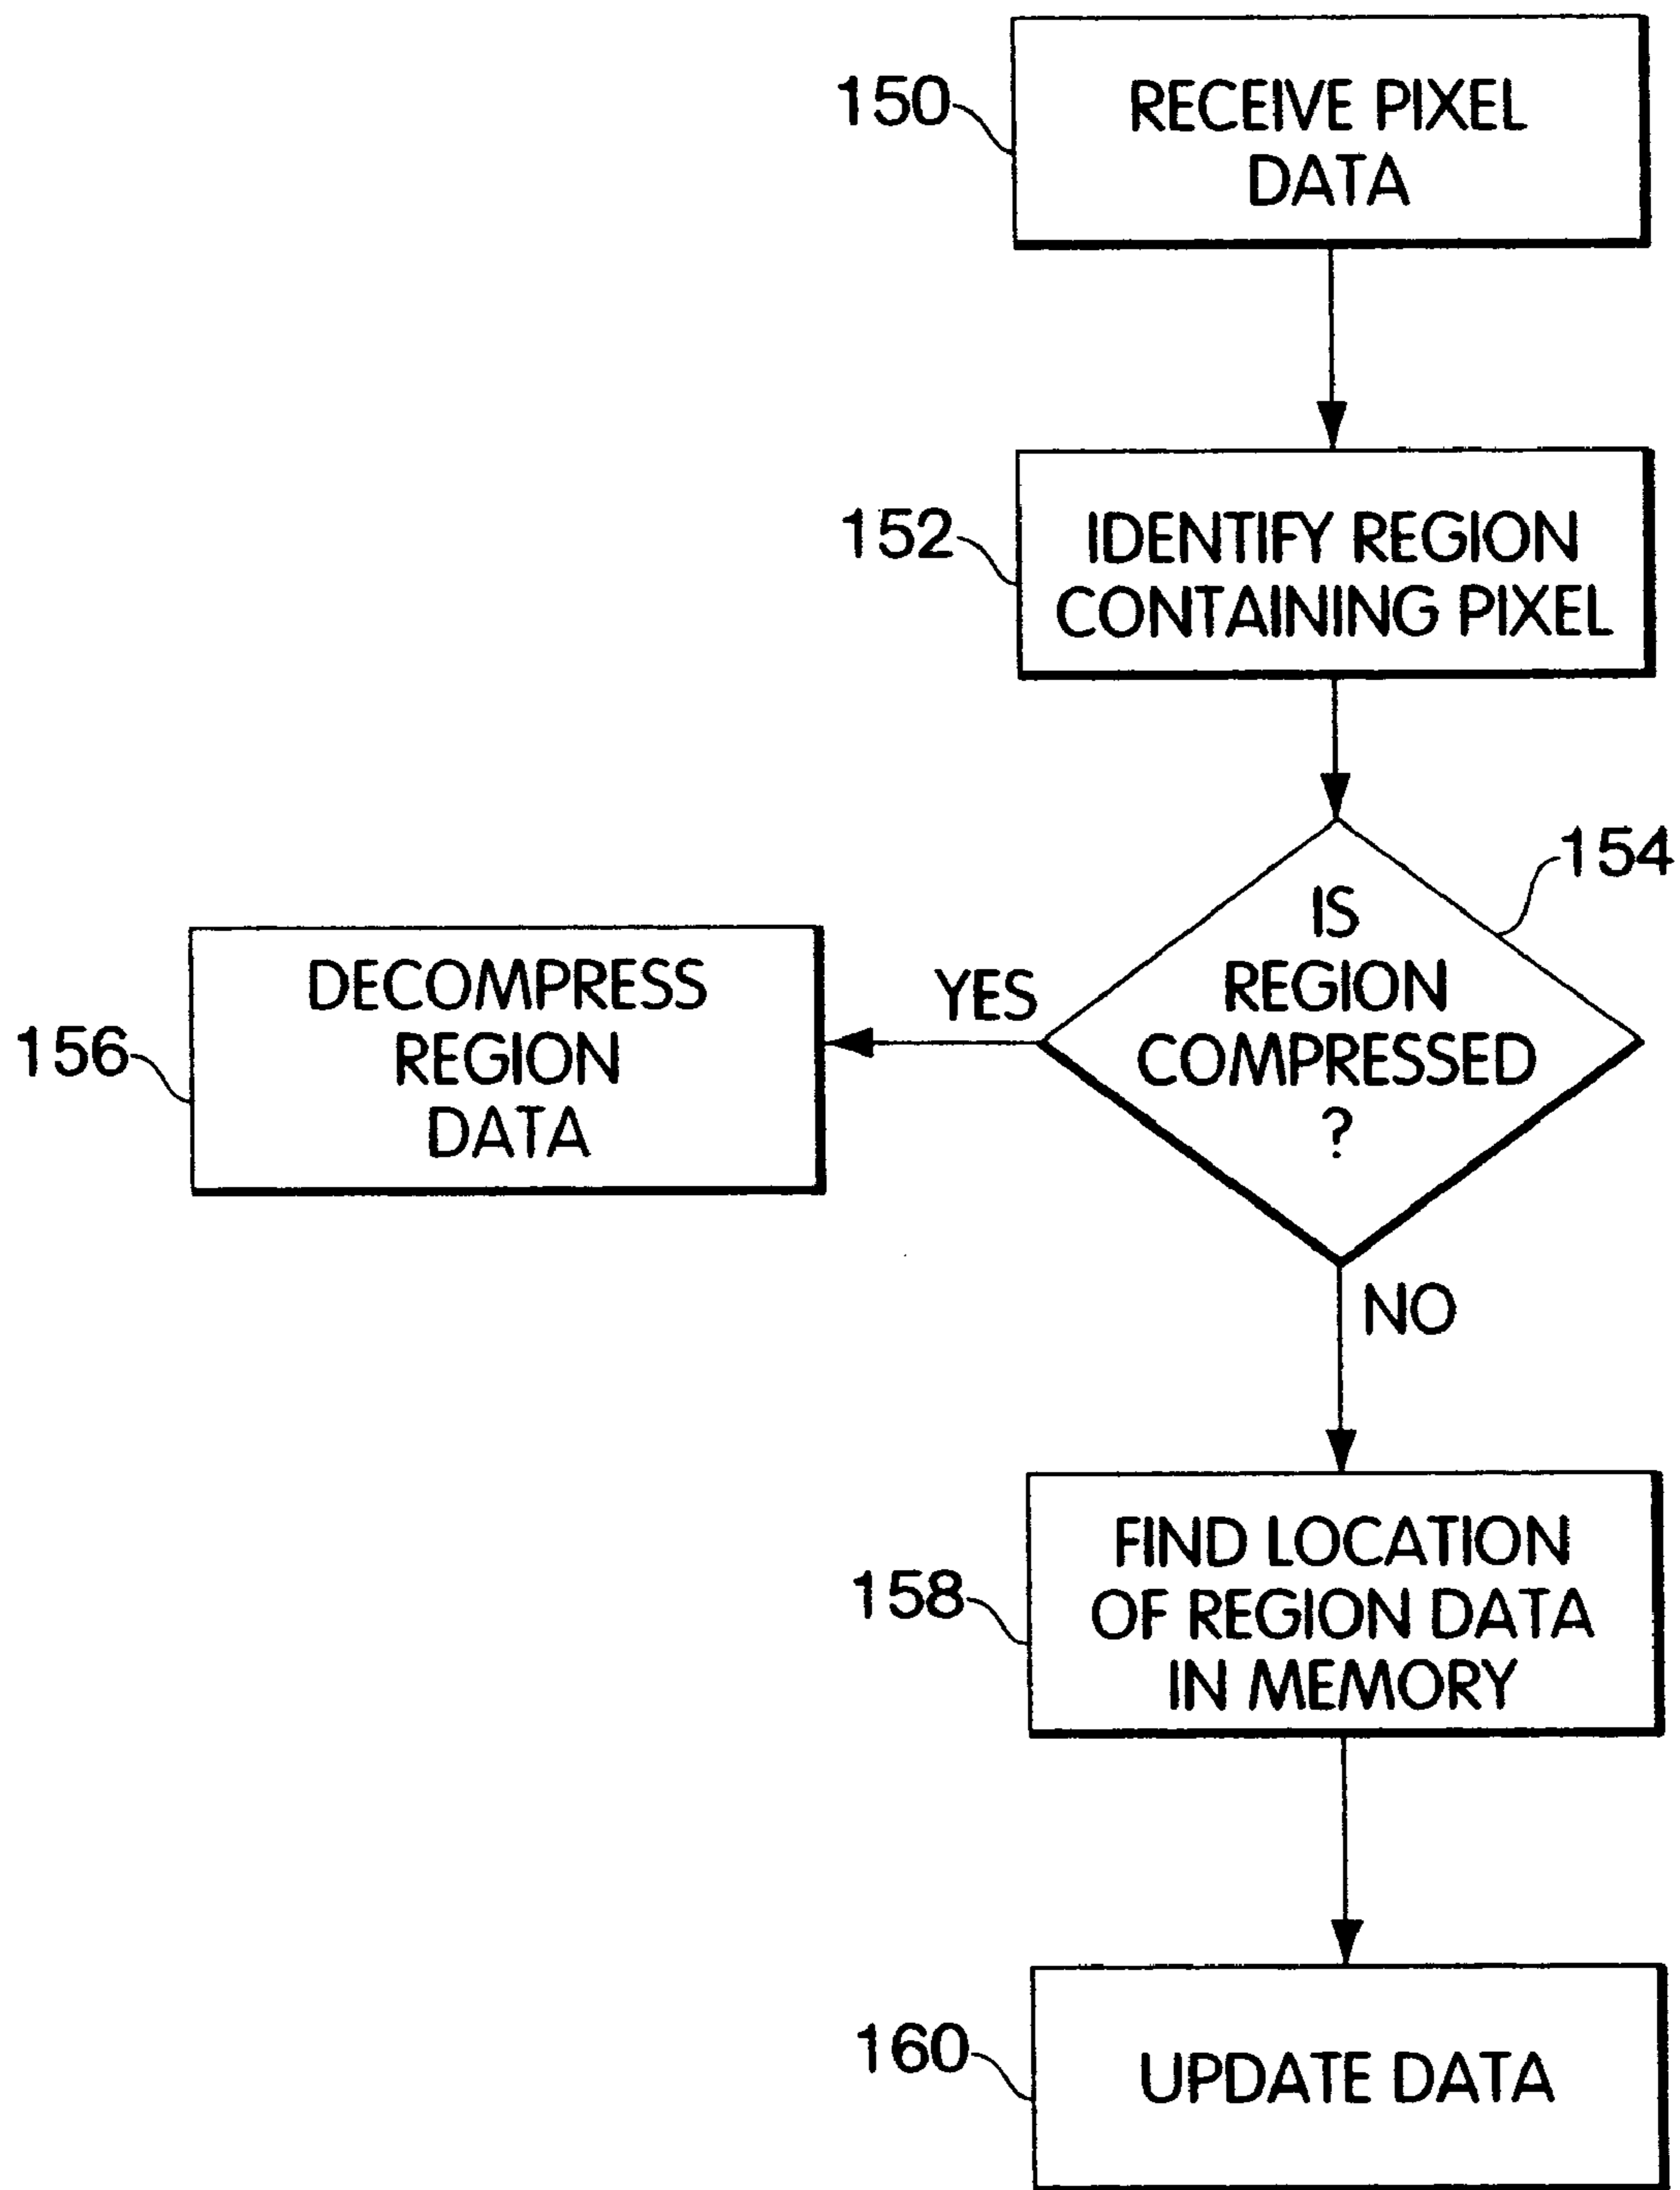 150
RECEIVE PIXEL
DATA
152
IDENTIFY REGION
CONTAINING PIXEL
154
IS
REGION
COMPRESSED
?
YES
156
DECOMPRESS
REGION
DATA
NO
158
FIND LOCATION
OF REGION DATA
IN MEMORY
160
UPDATE DATA